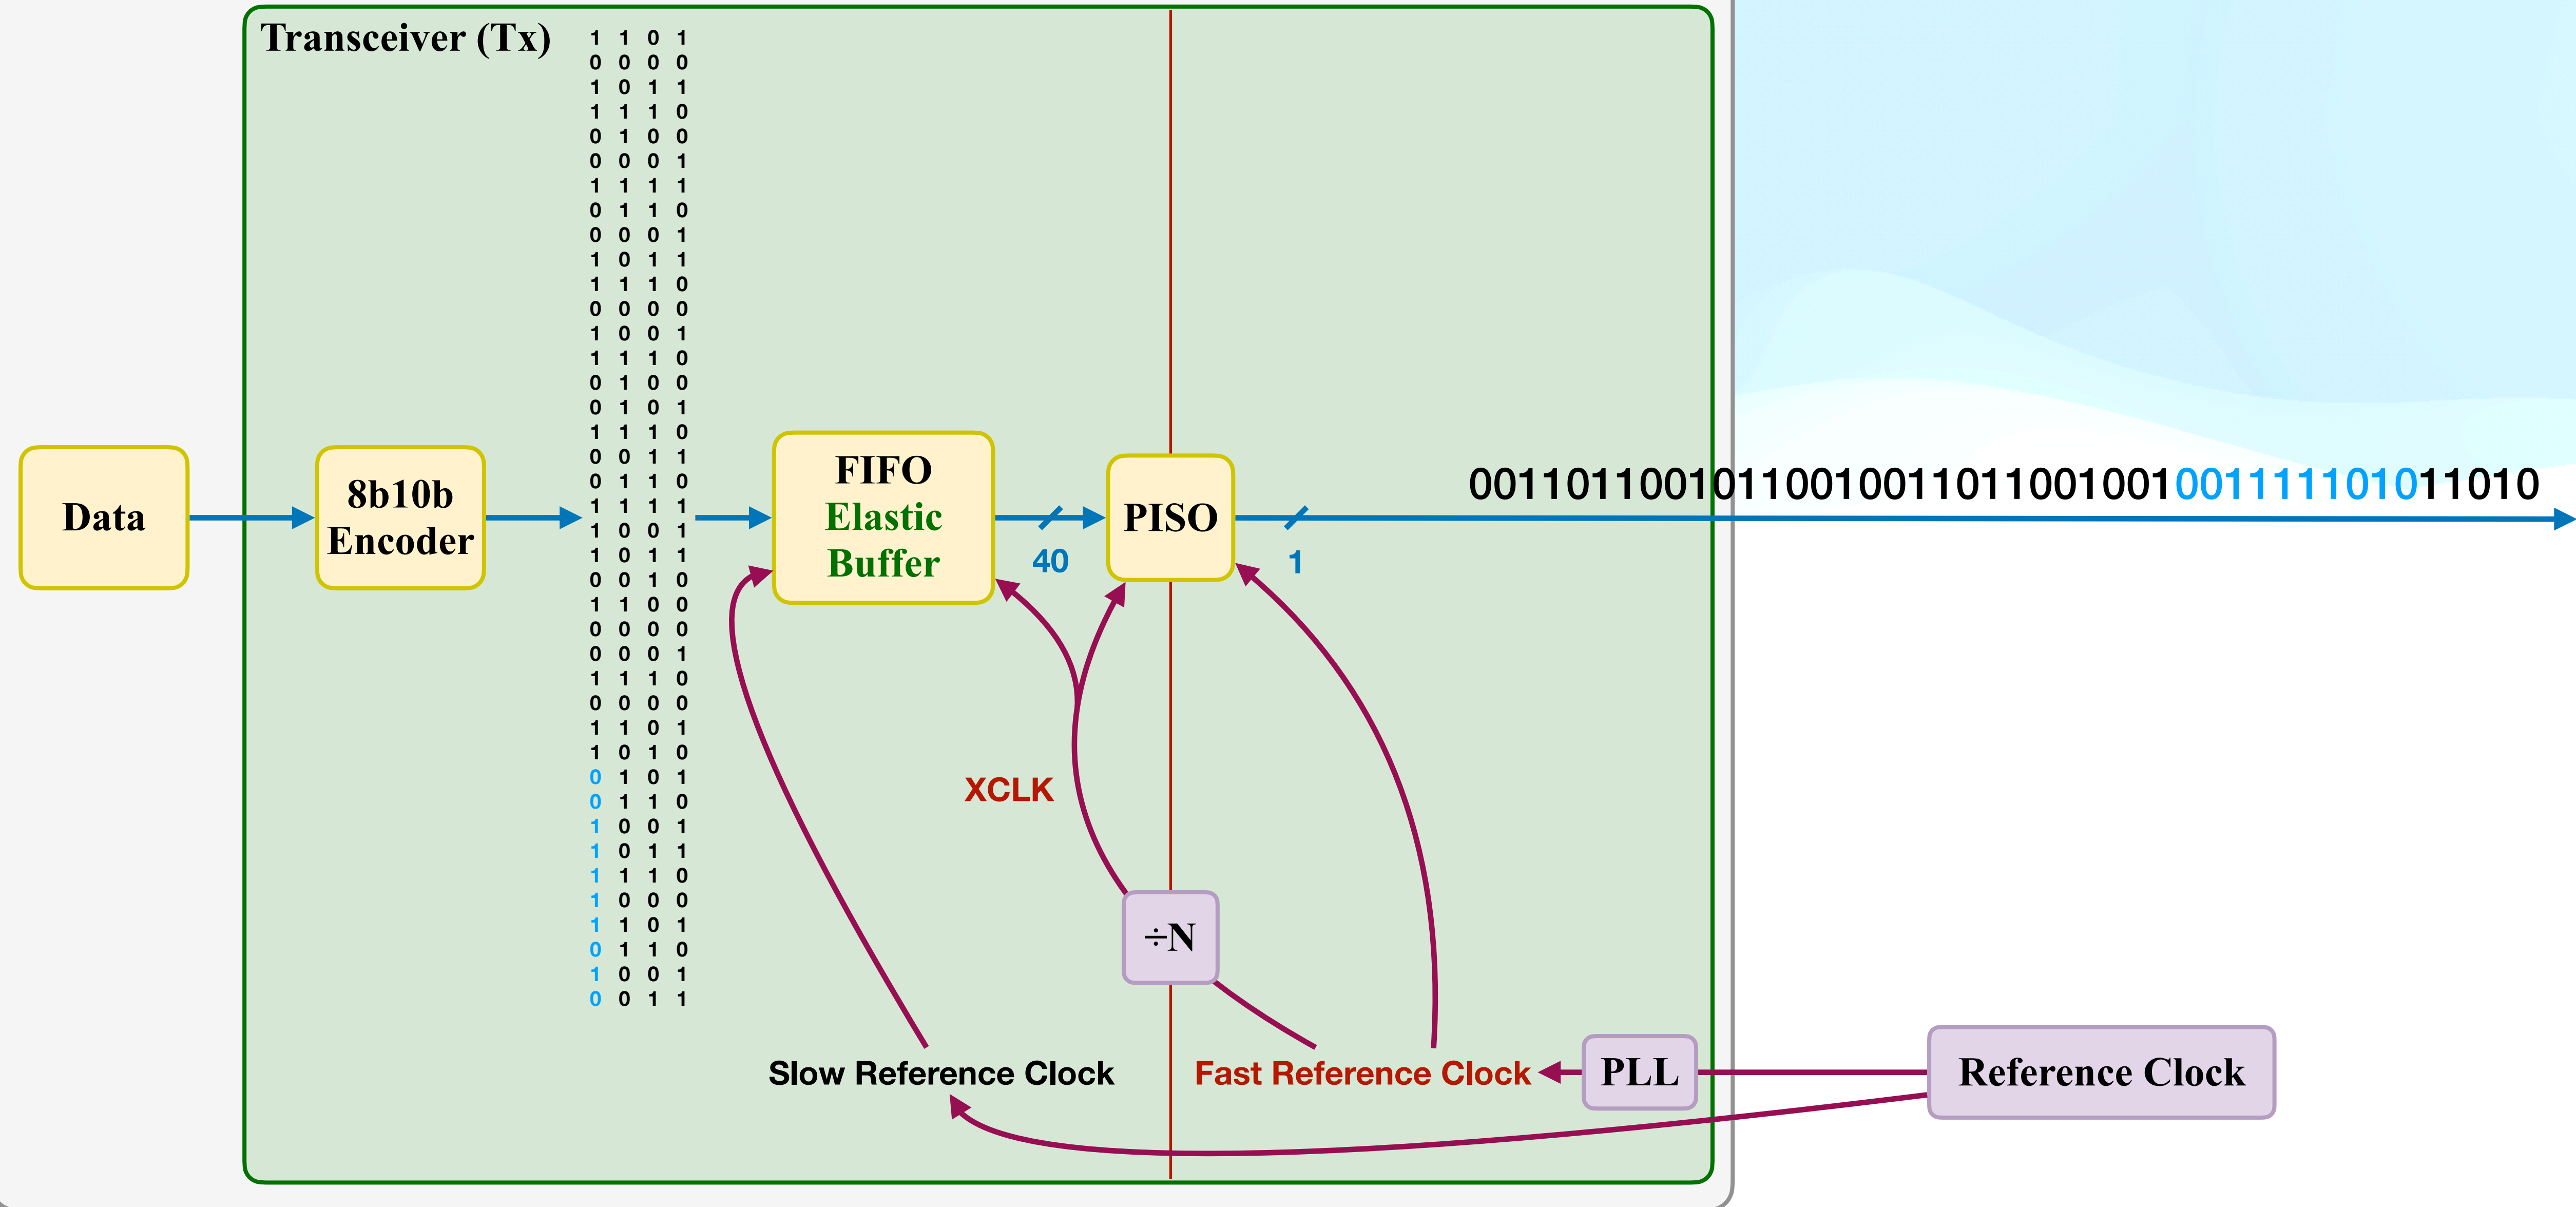 Transceiver (Tx)
1 1 0 1
0 0 0 0
1 0 1 1
1 1 1 0
0 1 0 0
0 0 0 1
1 1 1 1
0 1 1 0
0 0 0 1
1 0 1 1
1 1 1 0
0 0 0 0
1 0 0 1
1 1 1 0
0 1 0 0
0 1 0 1
1 1 1 0
0 0 1 1
0 1 1 0
1 1 1 1
1 0 0 1
1 0 1 1
0 0 1 0
1 1 0 0
0 0 0 0
0 0 0 1
1 1 1 0
0 0 0 0
1 1 0 1
1 0 1 0
0 1 0 1
0 1 1 0
1 0 0 1
1 0 1 1
1 1 1 0
1 0 0 0
1 1 0 1
0 1 1 0
1 0 0 1
0 0 1 1
Data
8b10b
Encoder
FIFO
Elastic
Buffer
40
PISO
1
00110110010110010011011001001001111101011010
XCLK
÷N
Slow Reference Clock
Fast Reference Clock
PLL
Reference Clock